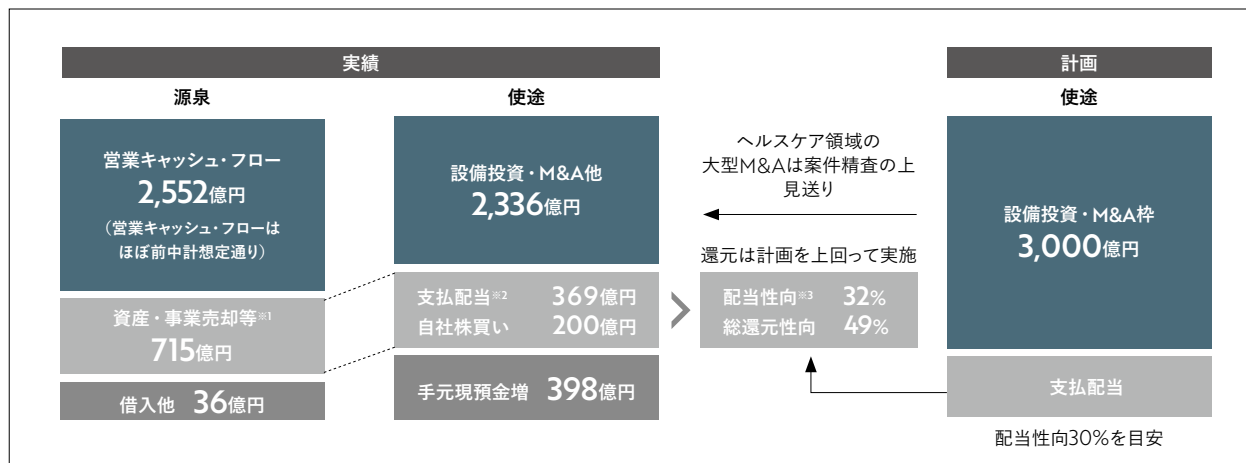 実績
源泉
営業キャッシュ・フロー
2,552億円
(営業キャッシュ・フローは
ほぼ前中計想定通り)
資産・事業売却等※1
715億円
借入他 36億円
使途
設備投資・M&A他
2,336億円
支払配当※2 369億円
自社株買い 200億円
手元現預金増 398億円
ヘルスケア領域の
大型M&Aは案件精査の上
見送り
還元は計画を上回って実施
配当性向※3 32%
総還元性向 49%
計画
使途
設備投資・M&A枠
3,000億円
支払配当
配当性向30%を目安